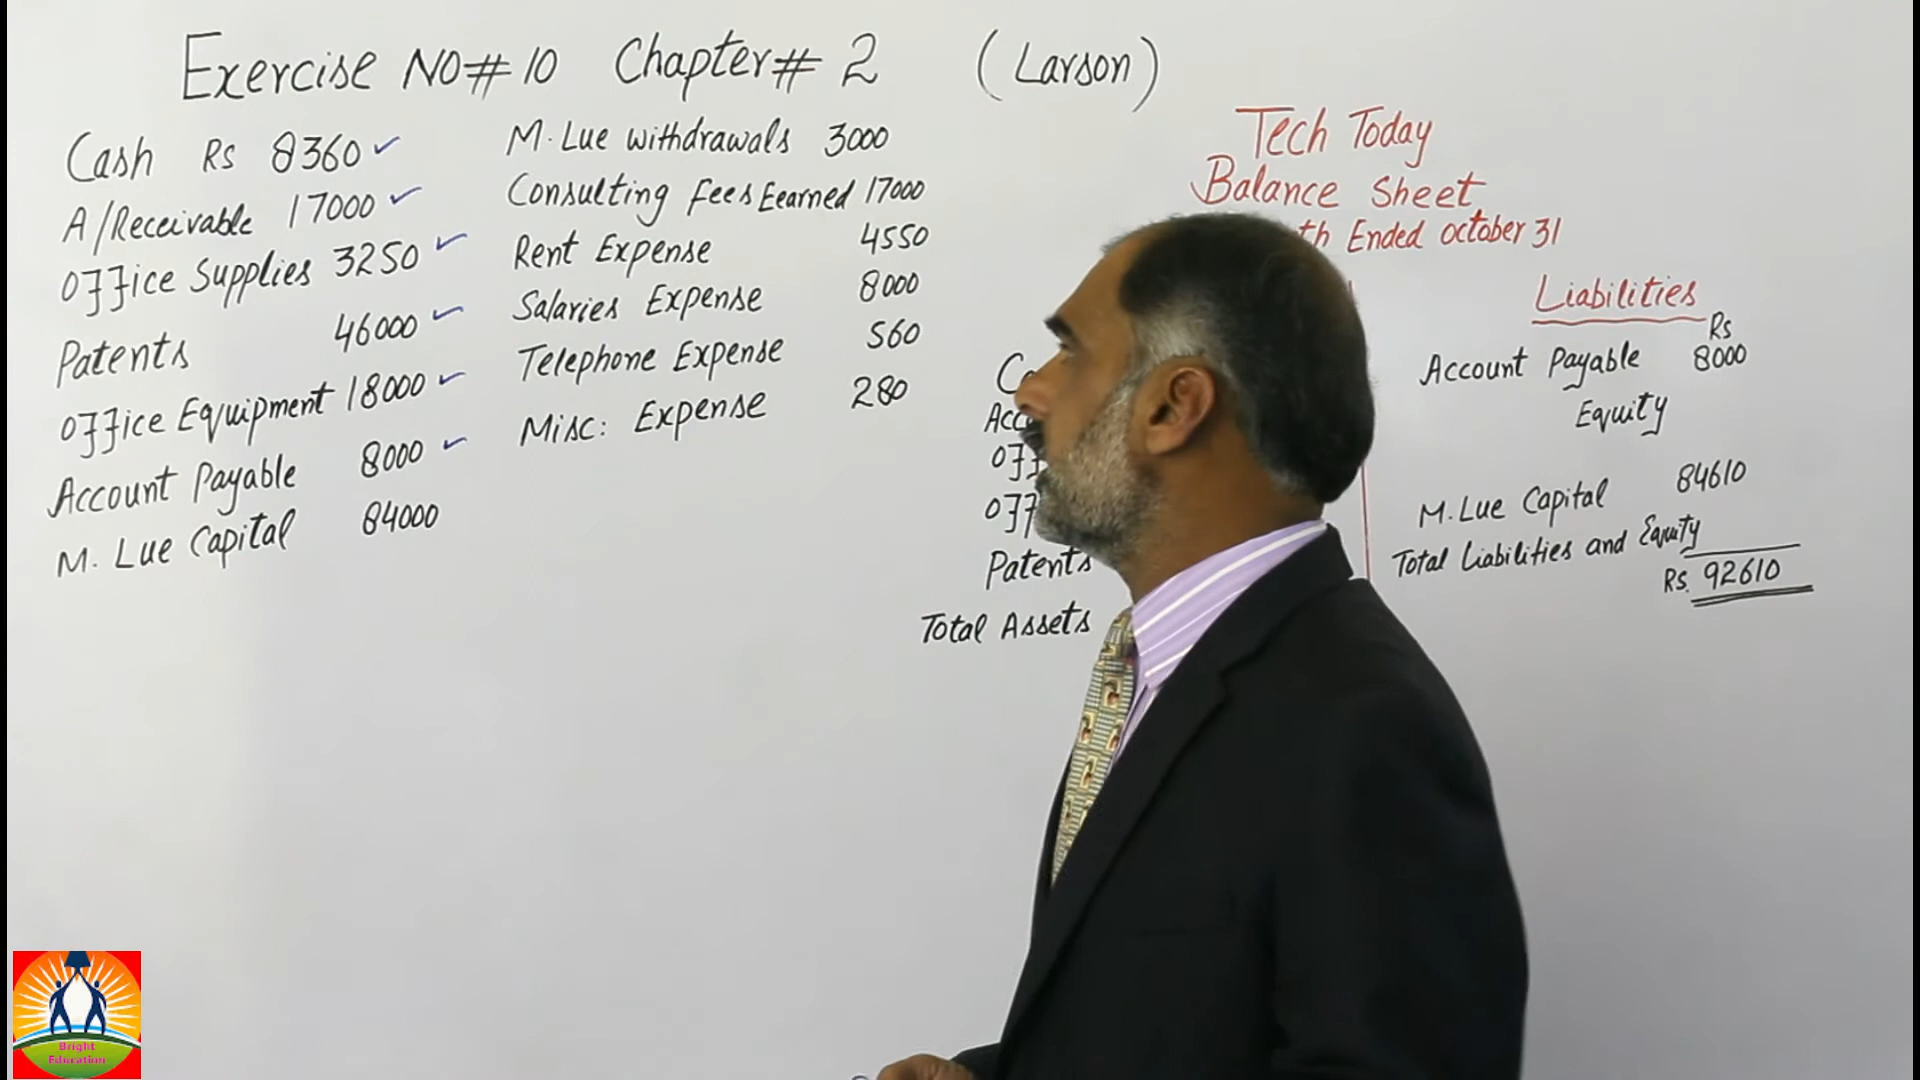 Exercise NO# 10 Chapter# 2 (Larson)
Cash Rs 8360 ✓
A/Receivable 17000 ✓
Office Supplies 3250 ✓
Patents 46000 ✓
Office Equipment 18000 ✓
Account Payable 8000 ✓
M. Lue Capital 84000
M. Lue withdrawals 3000
Consulting Fees Eearned 17000
Rent Expense 4550
Salaries Expense 8000
Telephone Expense 560
Misc: Expense 280
Tech Today
Balance Sheet
Ended October 31
Patents
Total Assets
Liabilities
Rs
Account Payable 8000
Equity
M. Lue Capital 84610
Total Liabilities and Equity
Rs. 92610
Bright
Education